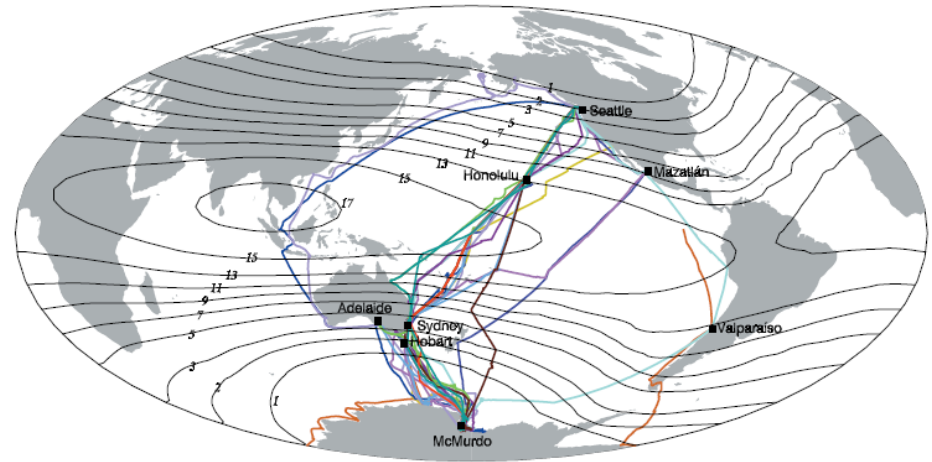 1
2
3
Seattle
5
7
9
11
13
Mazatlán
Honolulu
15
17
15
13
11
9
Adelaide
7
Sydney
Valparaiso
5
Hobart
3
2
1
McMurdo